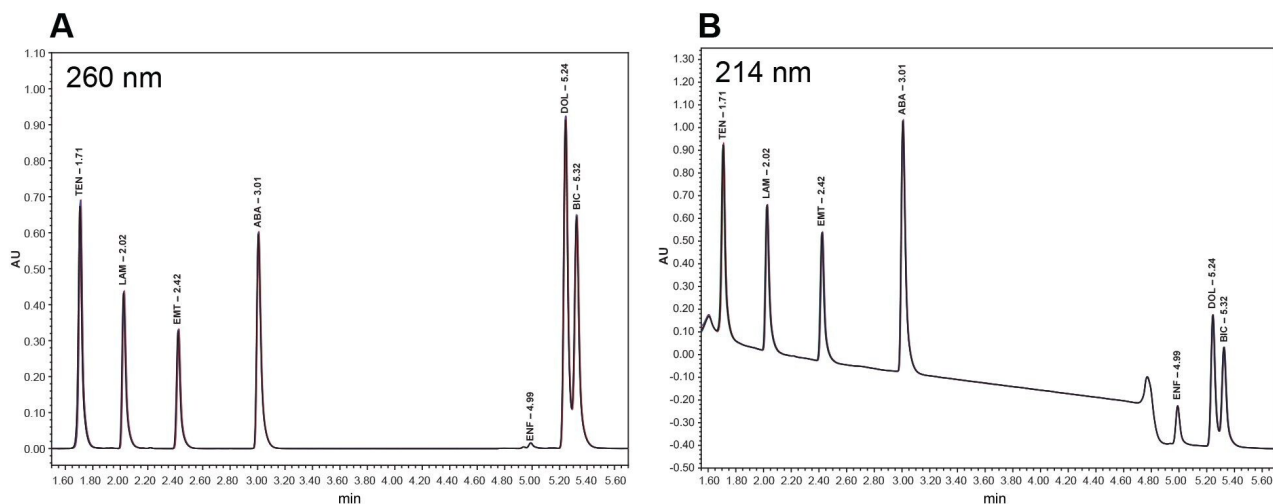 A
260 nm
1.10
1.00
0.90
0.80
0.70
0.60
0.50
0.40
0.30
0.20
0.10
0.00
AU
TEN – 1.71
LAM – 2.02
EMT – 2.42
ABA – 3.01
ENF – 4.99
DOL – 5.24
BIC – 5.32
1.60 1.80 2.00 2.20 2.40 2.60 2.80 3.00 3.20 3.40 3.60 3.80 4.00 4.20 4.40 4.60 4.80 5.00 5.20 5.40 5.60
min
B
214 nm
1.30
1.20
1.10
1.00
0.90
0.80
0.70
0.60
0.50
0.40
0.30
0.20
0.10
0.00
-0.10
-0.20
-0.30
-0.40
-0.50
AU
TEN – 1.71
LAM – 2.02
EMT – 2.42
ABA – 3.01
ENF – 4.99
DOL – 5.24
BIC – 5.32
1.60 1.80 2.00 2.20 2.40 2.60 2.80 3.00 3.20 3.40 3.60 3.80 4.00 4.20 4.40 4.60 4.80 5.00 5.20 5.40 5.60
min